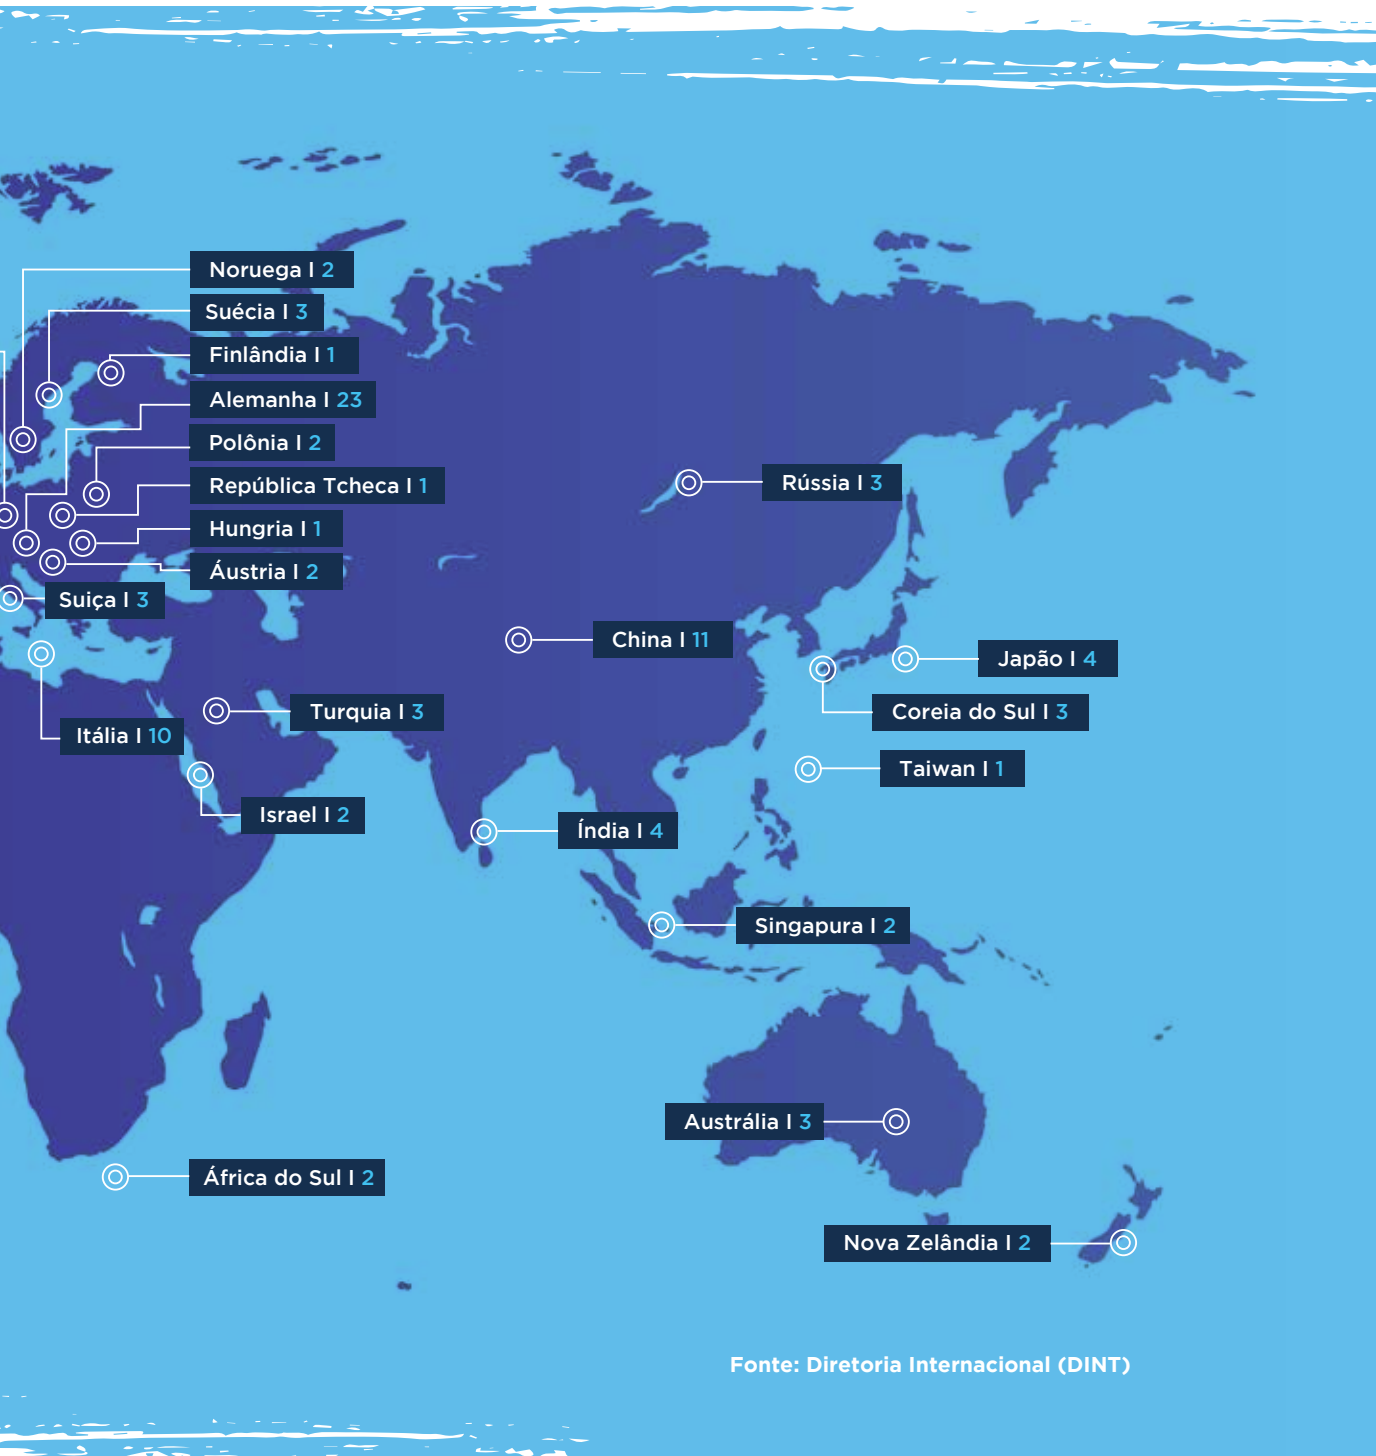 Noruega I 2
Suécia I 3
Finlândia I 1
Alemanha I 23
Polônia I 2
República Tcheca I 1
Rússia I 3
Hungria I 1
Áustria I 2
Suiça I 3
China I 11
Japão I 4
Coreia do Sul I 3
Turquia I 3
Itália I 10
Taiwan I 1
Israel I 2
Índia I 4
Singapura I 2
Austrália I 3
África do Sul I 2
Nova Zelândia I 2
Fonte: Diretoria Internacional (DINT)